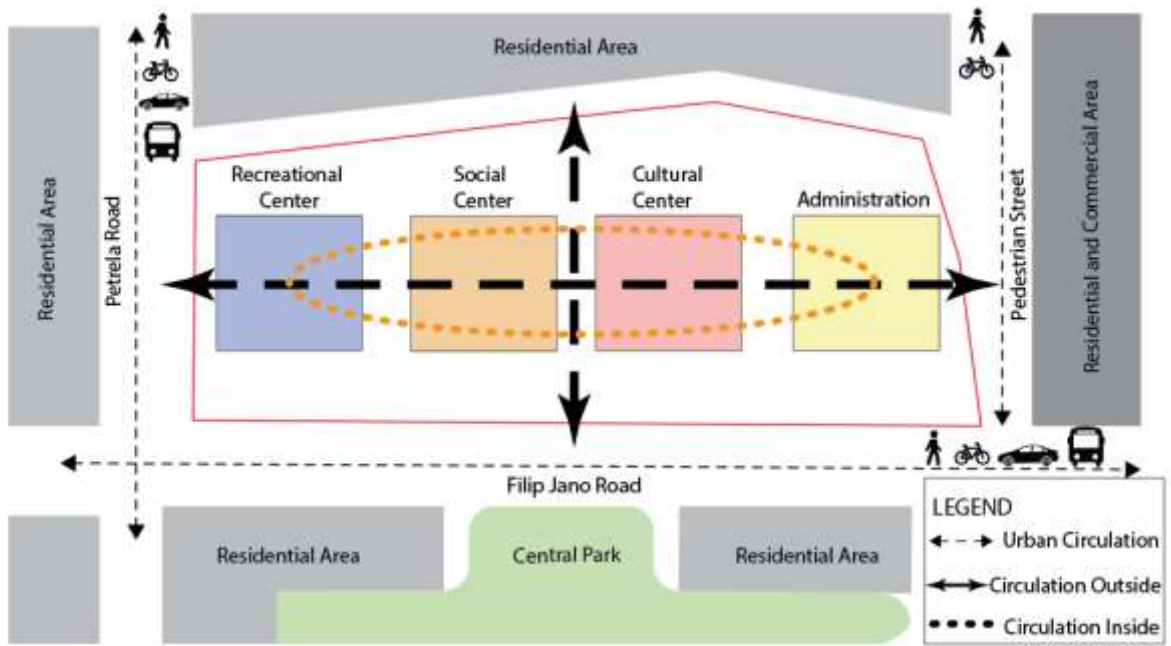 Residential Area
Residential Area
Petrela Road
Recreational
Center
Social
Center
Cultural
Center
Administration
Pedestrian Street
Residential and Commercial Area
Filip Jano Road
Residential Area
Central Park
Residential Area
LEGEND
Urban Circulation
Circulation Outside
Circulation Inside